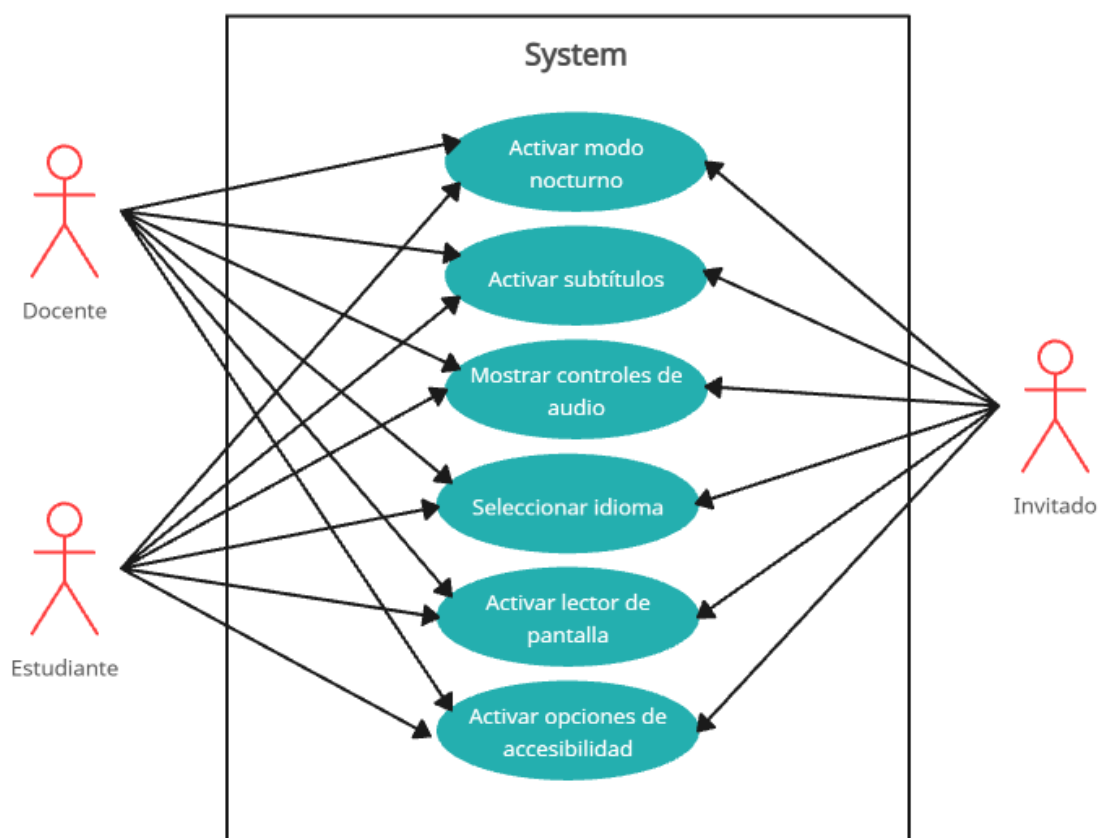 System
Activar modo
nocturno
Activar subtítulos
Mostrar controles de
audio
Seleccionar idioma
Activar lector de
pantalla
Activar opciones de
accesibilidad
Docente
Estudiante
Invitado